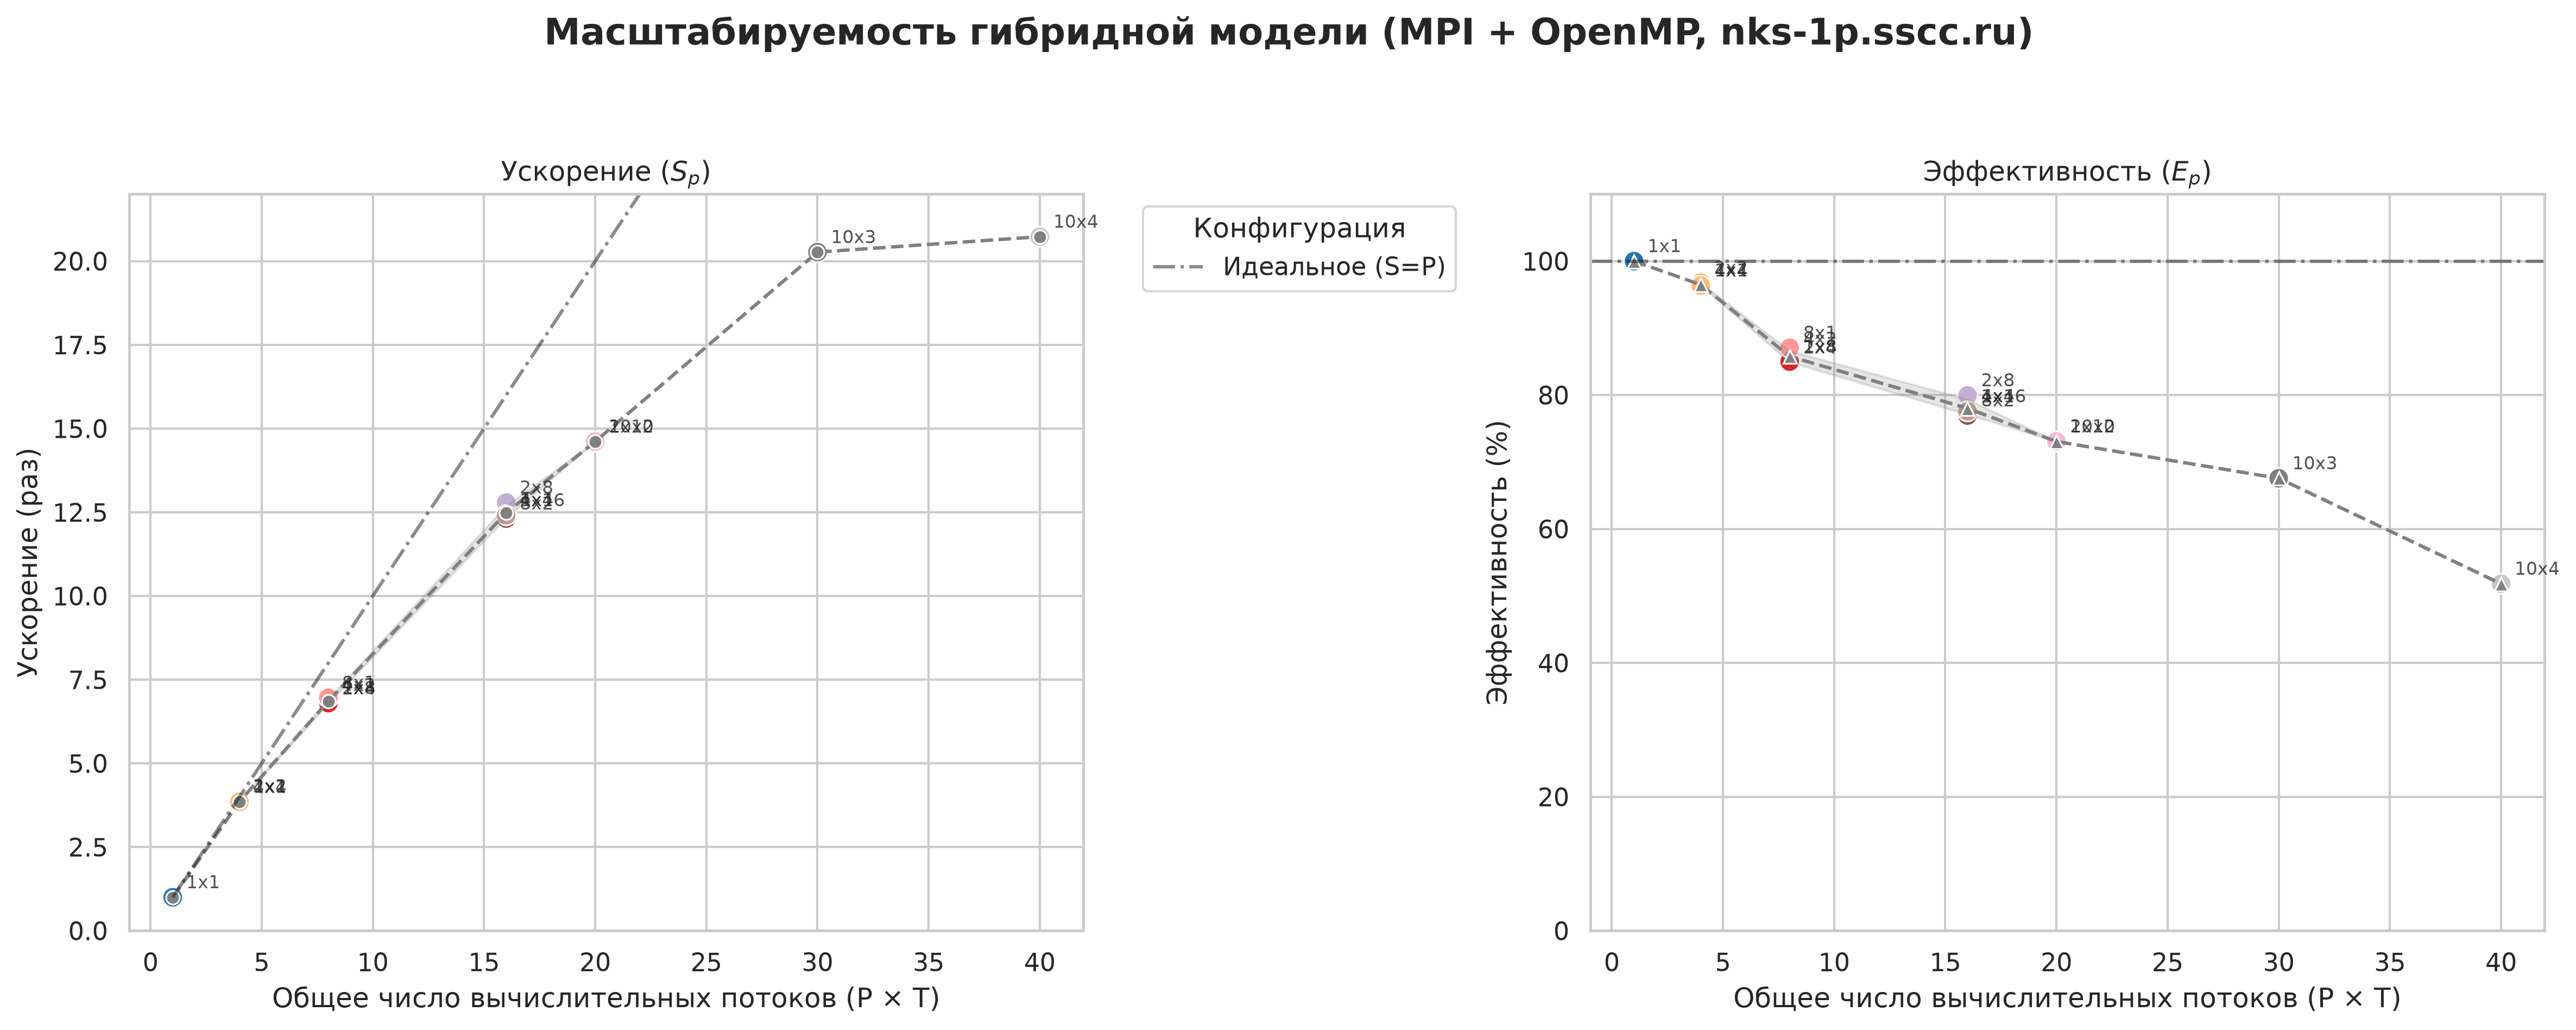 Масштабируемость гибридной модели (MPI + OpenMP, nks-1p.sscc.ru)
Ускорение (Sp)
Ускорение (раз)
20.0
17.5
15.0
12.5
10.0
7.5
5.0
2.5
0.0
10x4
10x3
2x8
8x2
8x1
1x1
0 5 10 15 20 25 30 35 40
Общее число вычислительных потоков (P × T)
Конфигурация
Идеальное (S=P)
Эффективность (Ep)
Эффективность (%)
100
80
60
40
20
0
1x1
8x1
2x8
8x2
10x3
10x4
0 5 10 15 20 25 30 35 40
Общее число вычислительных потоков (P × T)